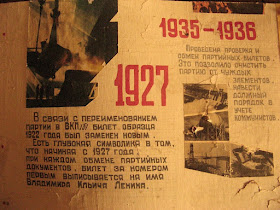 1935-1936
Проведена проверка и
обмен партийных билетов.
Это позволило очистить
партию от чуждых
элементов,
навести
должный
порядок в
учете
коммунистов.
1927
В связи с переименованием
партии в ВКП(б) билет образца
1922 года был заменен новым.
Есть глубокая символика в том,
что начиная с 1927 года,
при каждом обмене партийных
документов, билет за номером
первым выписывается на имя
Владимира Ильича Ленина.